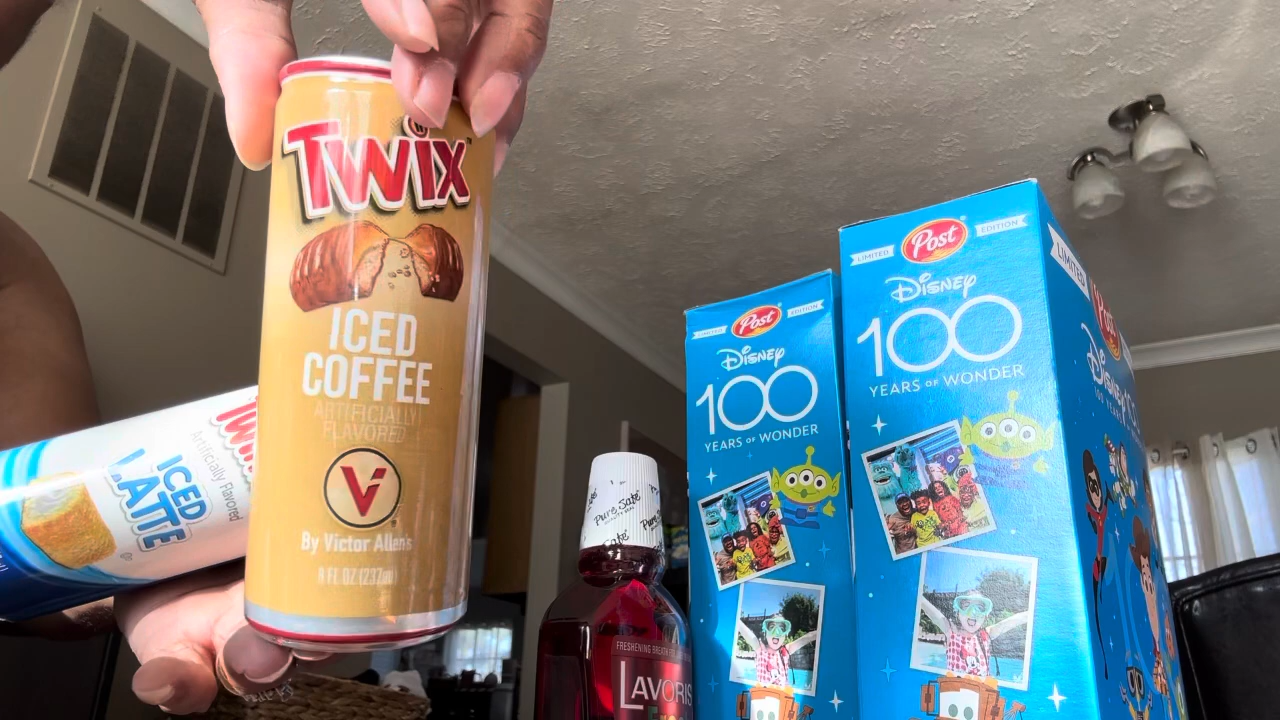 Twix
ICED
COFFEE
ARTIFICIALLY
FLAVORED
V
By Victor Allen's
8 FL OZ (237ml)
Artificially Flavored
ICED
LATTE
Pure Safe
FRESHENING BREATH
LAVORIS
LIMITED
Post
EDITION
Disney
100
YEARS OF WONDER
LIMITED
Post
EDITION
Disney
100
YEARS OF WONDER
LIMITED
Post
Disney